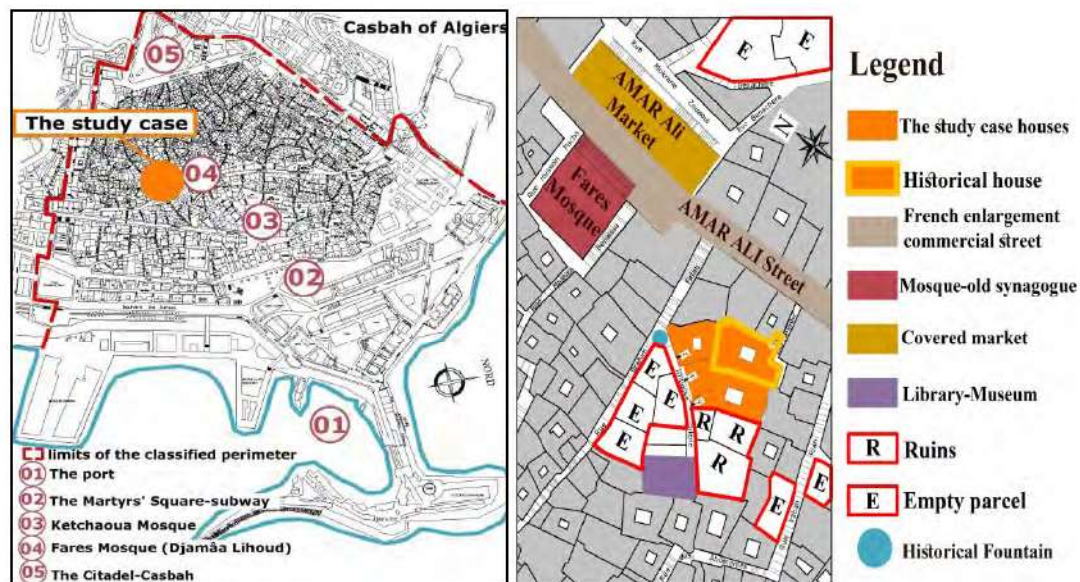 Casbah of Algiers
05
The study case
04
03
02
01
NORD
limits of the classified perimeter
01 The port
02 The Martyrs' Square-subway
03 Ketchaoua Mosque
04 Fares Mosque (Djamâa Lihoud)
05 The Citadel-Casbah
E
E
AMAR Ali
Market
N
Fares
Mosque
AMAR ALI Street
E
E
E
E
R
R
R
E
E
Legend
The study case houses
Historical house
French enlargement
commercial street
Mosque-old synagogue
Covered market
Library-Museum
R Ruins
E Empty parcel
Historical Fountain